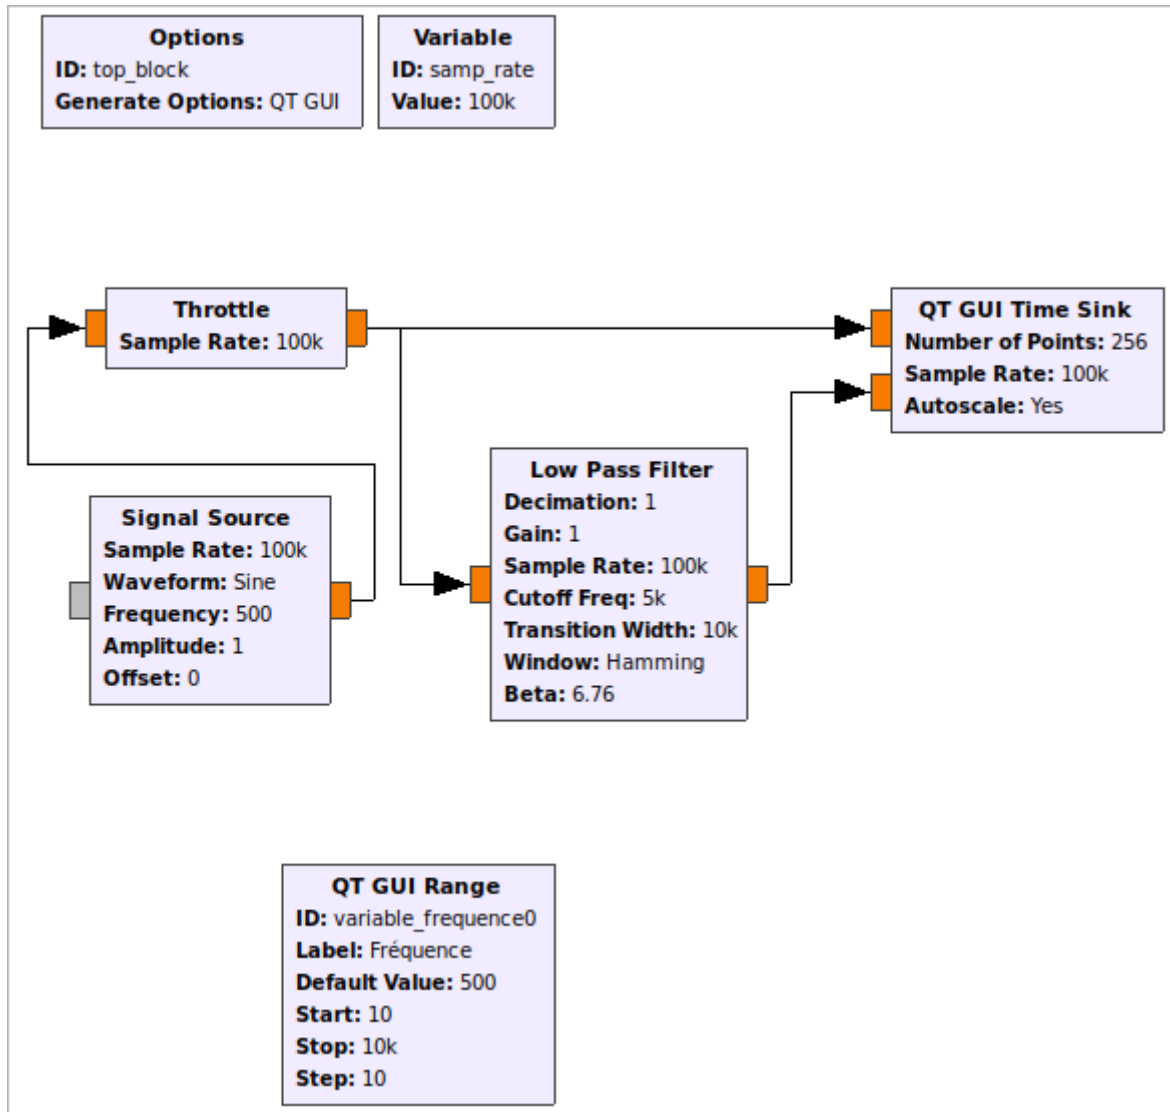 Options
ID: top_block
Generate Options: QT GUI
Variable
ID: samp_rate
Value: 100k
Throttle
Sample Rate: 100k
QT GUI Time Sink
Number of Points: 256
Sample Rate: 100k
Autoscale: Yes
Signal Source
Sample Rate: 100k
Waveform: Sine
Frequency: 500
Amplitude: 1
Offset: 0
Low Pass Filter
Decimation: 1
Gain: 1
Sample Rate: 100k
Cutoff Freq: 5k
Transition Width: 10k
Window: Hamming
Beta: 6.76
QT GUI Range
ID: variable_frequence0
Label: Fréquence
Default Value: 500
Start: 10
Stop: 10k
Step: 10